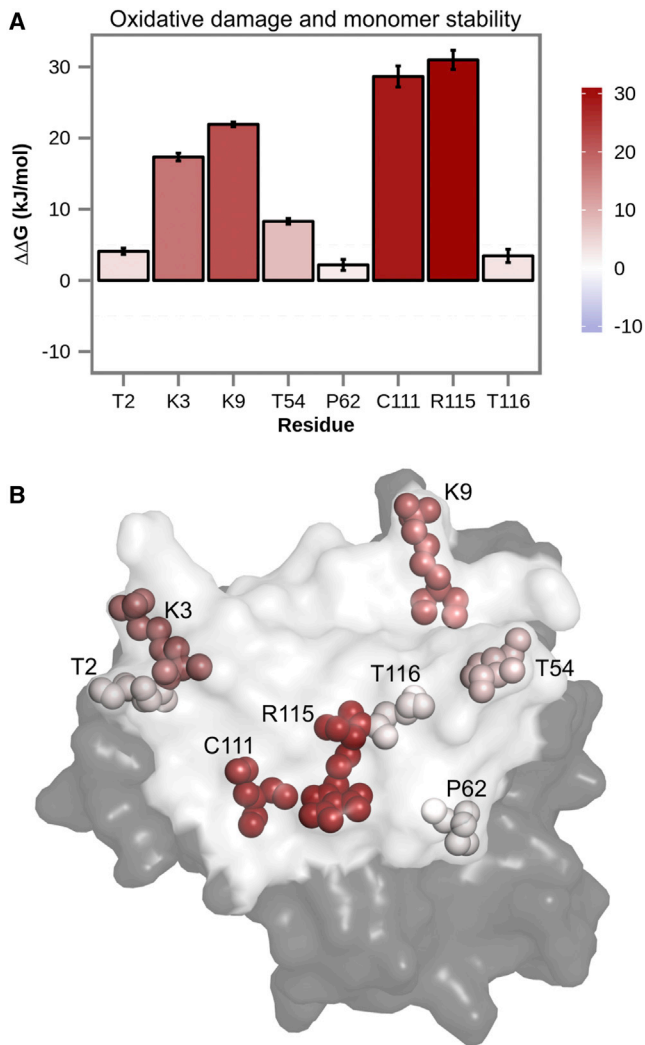 A
Oxidative damage and monomer stability
ΔΔG (kJ/mol)
30
20
10
0
-10
T2 K3 K9 T54 P62 C111 R115 T116
Residue
30
20
10
0
-10
B
K9
K3
T2
T116
T54
R115
C111
P62